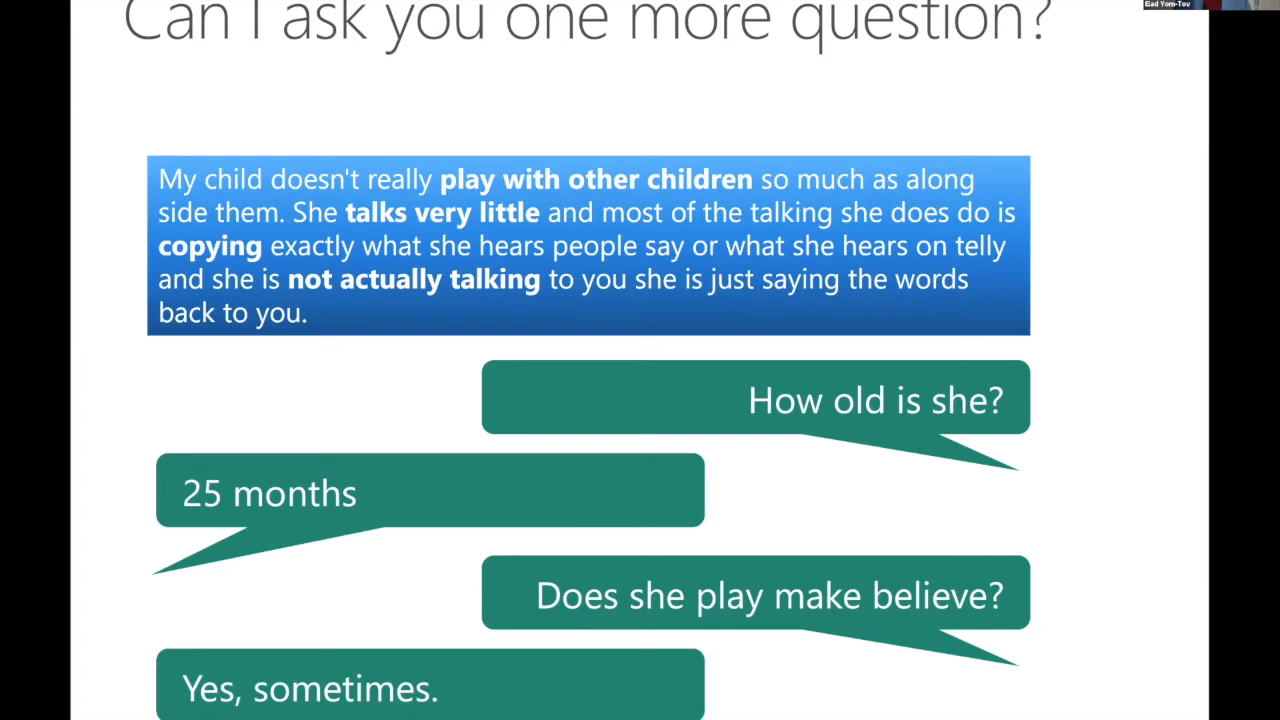 Elad Yom-Tov
Can I ask you one more question?
My child doesn't really play with other children so much as along
side them. She talks very little and most of the talking she does do is
copying exactly what she hears people say or what she hears on telly
and she is not actually talking to you she is just saying the words
back to you.
How old is she?
25 months
Does she play make believe?
Yes, sometimes.